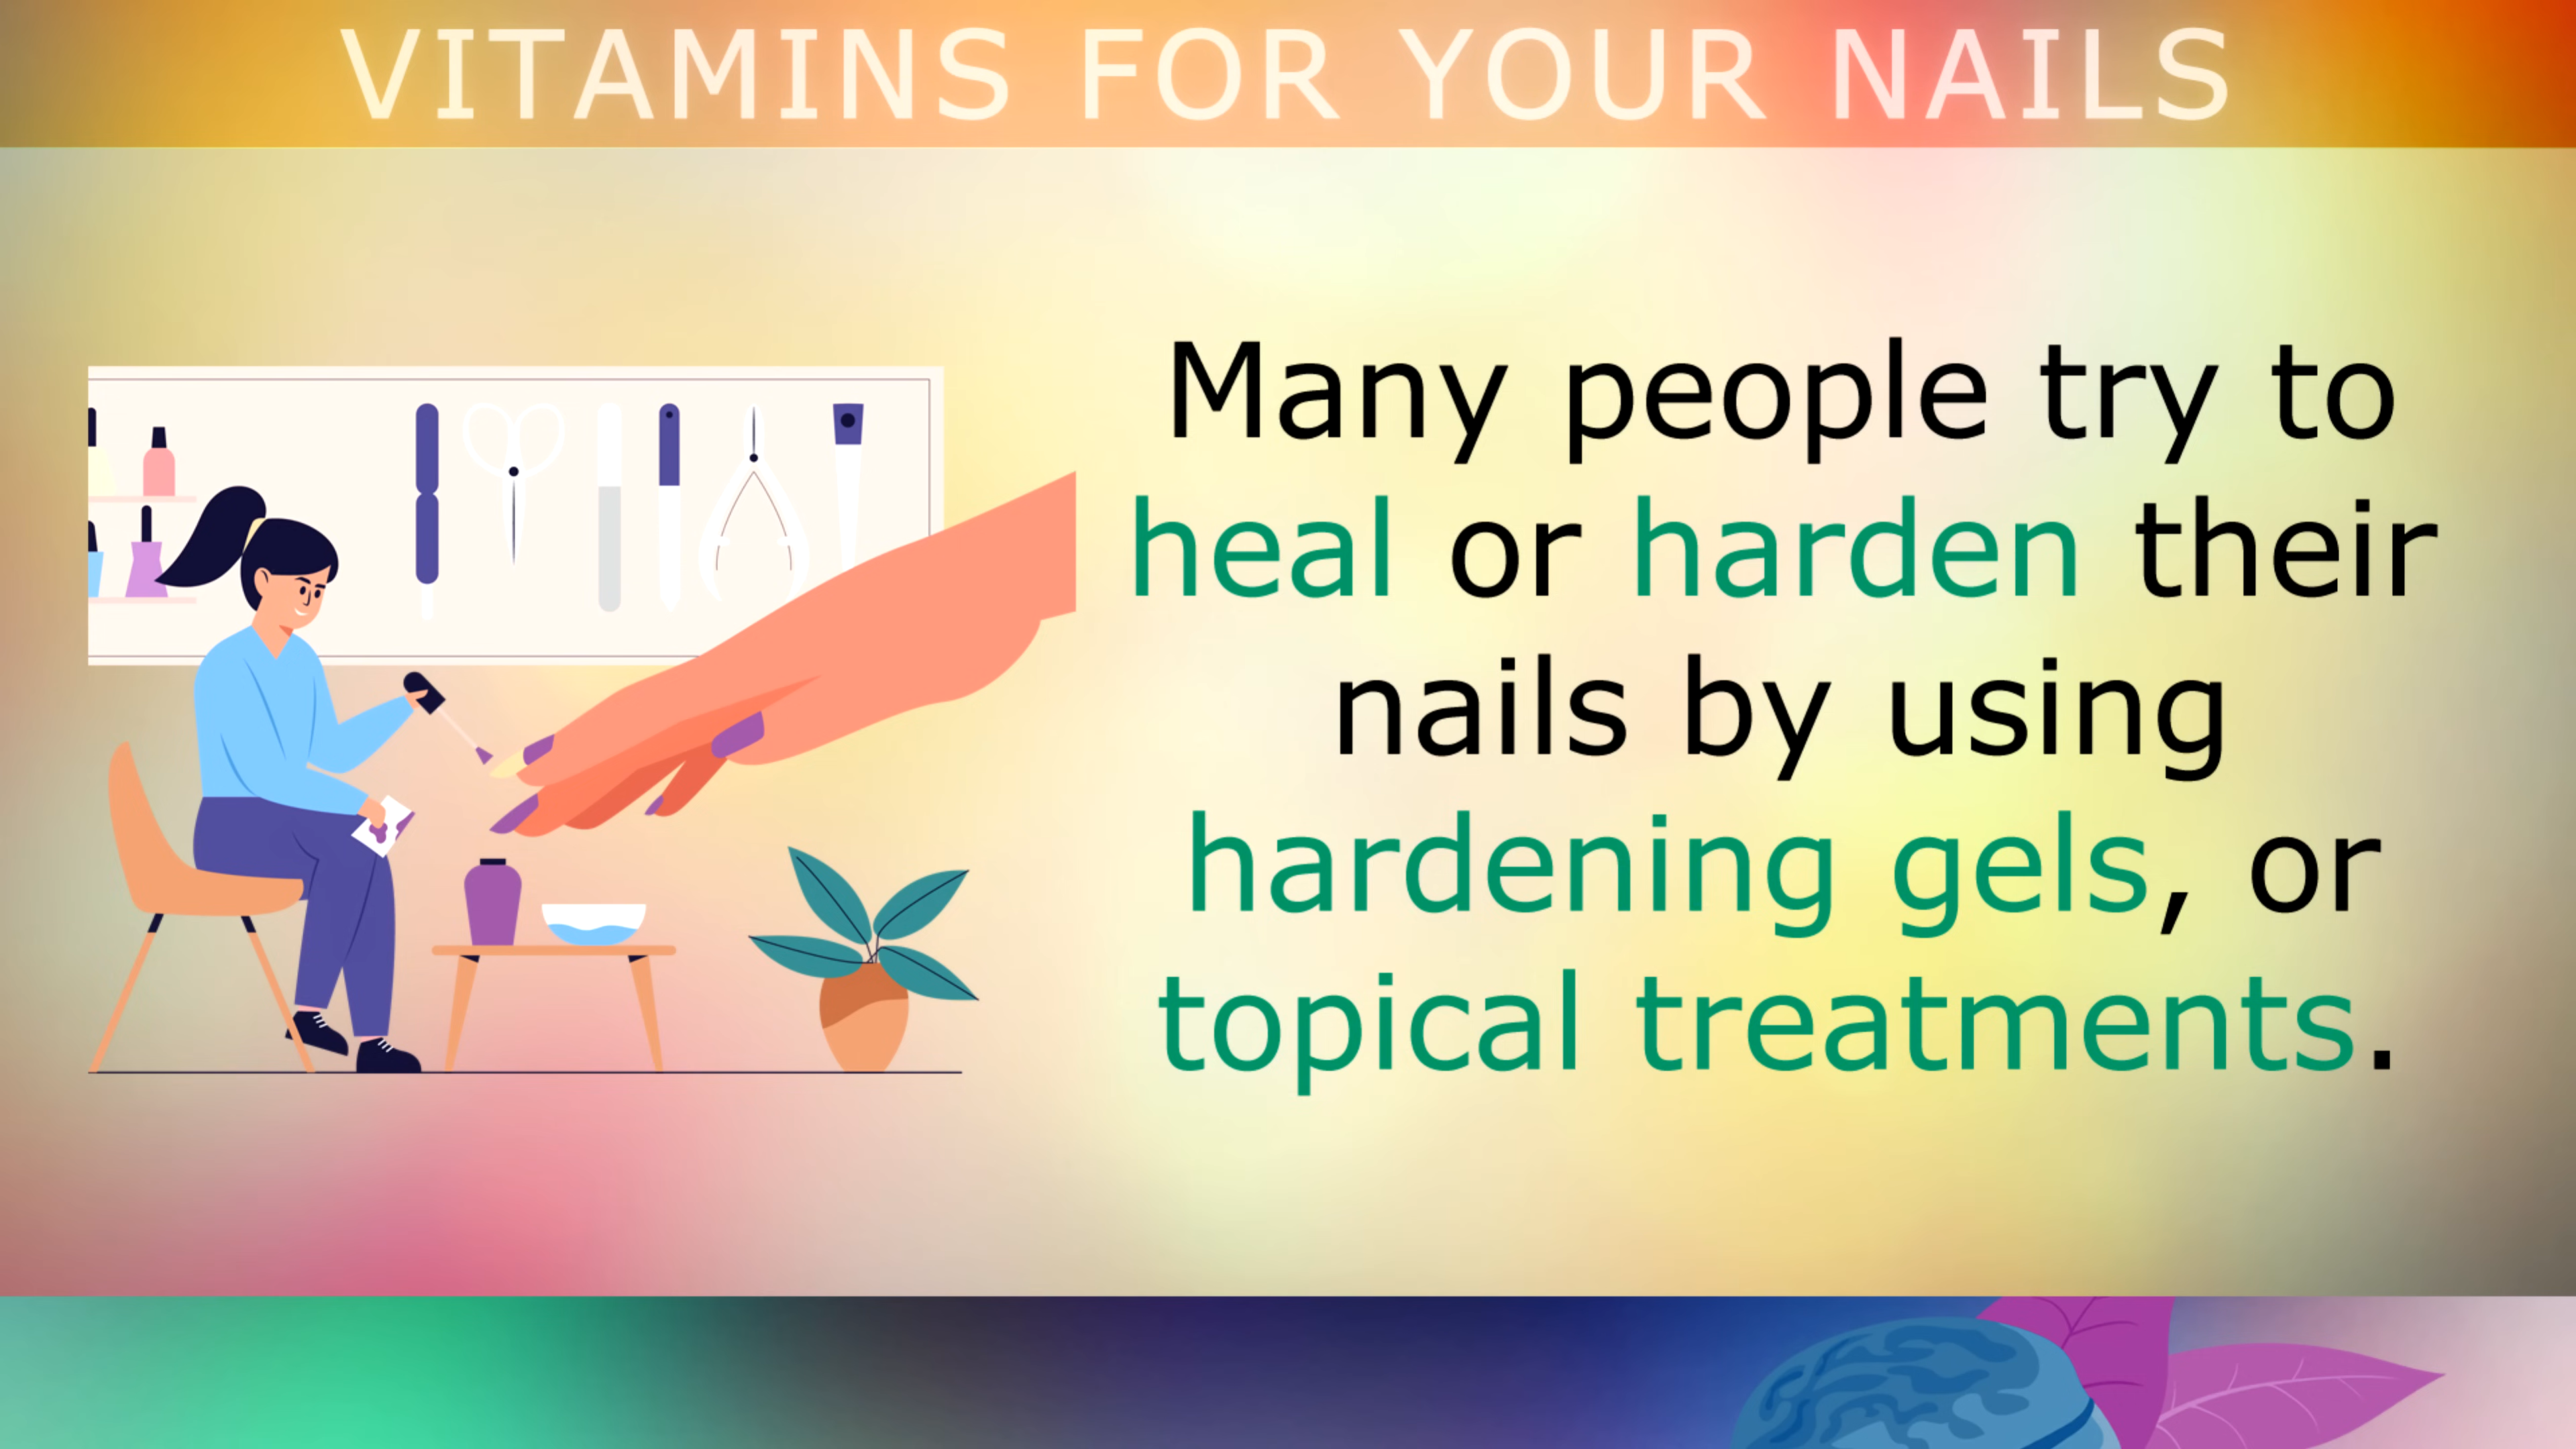 VITAMINS FOR YOUR NAILS
Many people try to
heal or harden their
nails by using
hardening gels, or
topical treatments.